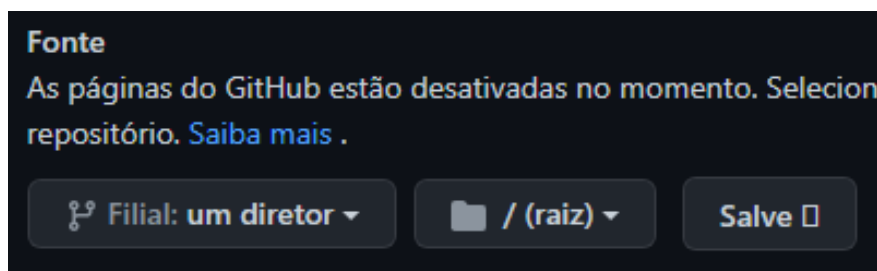 Fonte
As páginas do GitHub estão desativadas no momento. Selecion
repositório. Saiba mais .
Filial: um diretor / (raiz) Salve